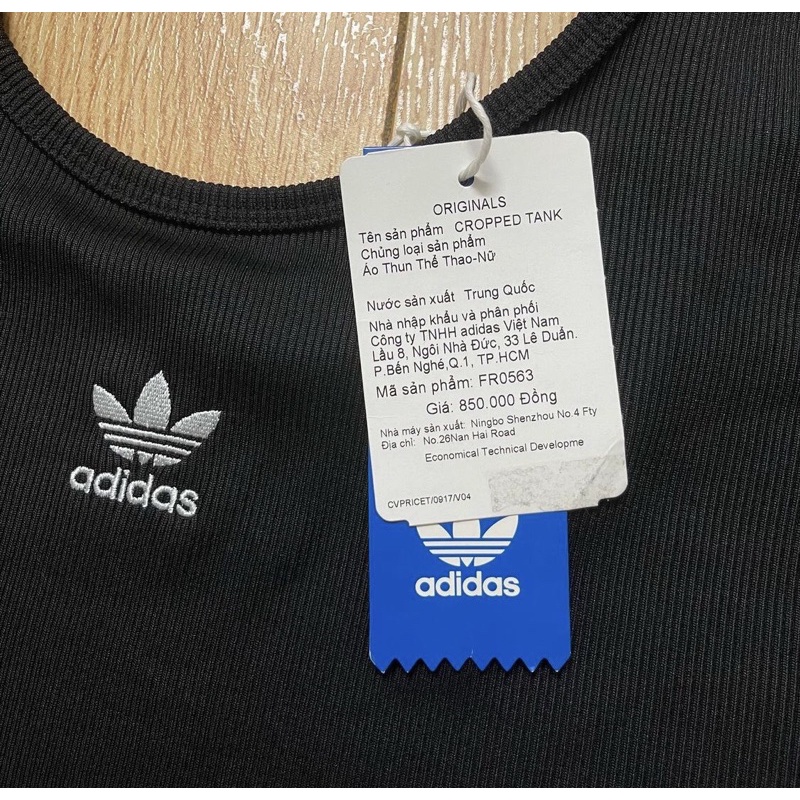 ORIGINALS
Tên sản phẩm CROPPED TANK
Chủng loại sản phẩm
Áo Thun Thể Thao-Nữ
Nước sản xuất Trung Quốc
Nhà nhập khẩu và phân phối
Công ty TNHH adidas Việt Nam
Lầu 8, Ngôi Nhà Đức, 33 Lê Duẩn.
P.Bến Nghé,Q.1, TP.HCM
Mã sản phẩm: FR0563
Giá: 850.000 Đồng
Nhà máy sản xuất: Ningbo Shenzhou No.4 Fty
Địa chỉ: No.26Nan Hai Road
Economical Technical Developme
CVPRICET/0917/V04
adidas
adidas